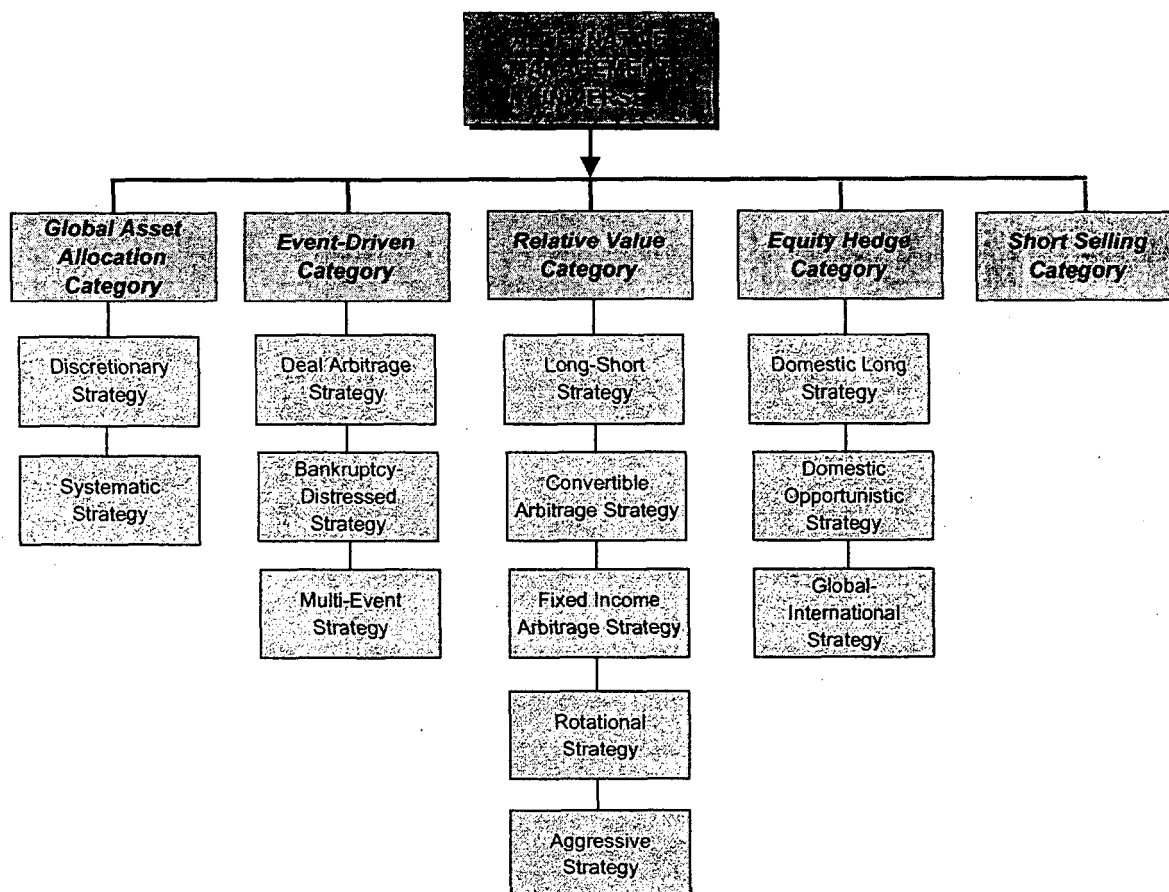 Global Asset
Allocation
Category
Event-Driven
Category
Relative Value
Category
Equity Hedge
Category
Short Selling
Category
Discretionary
Strategy
Deal Arbitrage
Strategy
Long-Short
Strategy
Domestic Long
Strategy
Systematic
Strategy
Bankruptcy-
Distressed
Strategy
Convertible
Arbitrage Strategy
Domestic
Opportunistic
Strategy
Multi-Event
Strategy
Fixed Income
Arbitrage Strategy
Global-
International
Strategy
Rotational
Strategy
Aggressive
Strategy